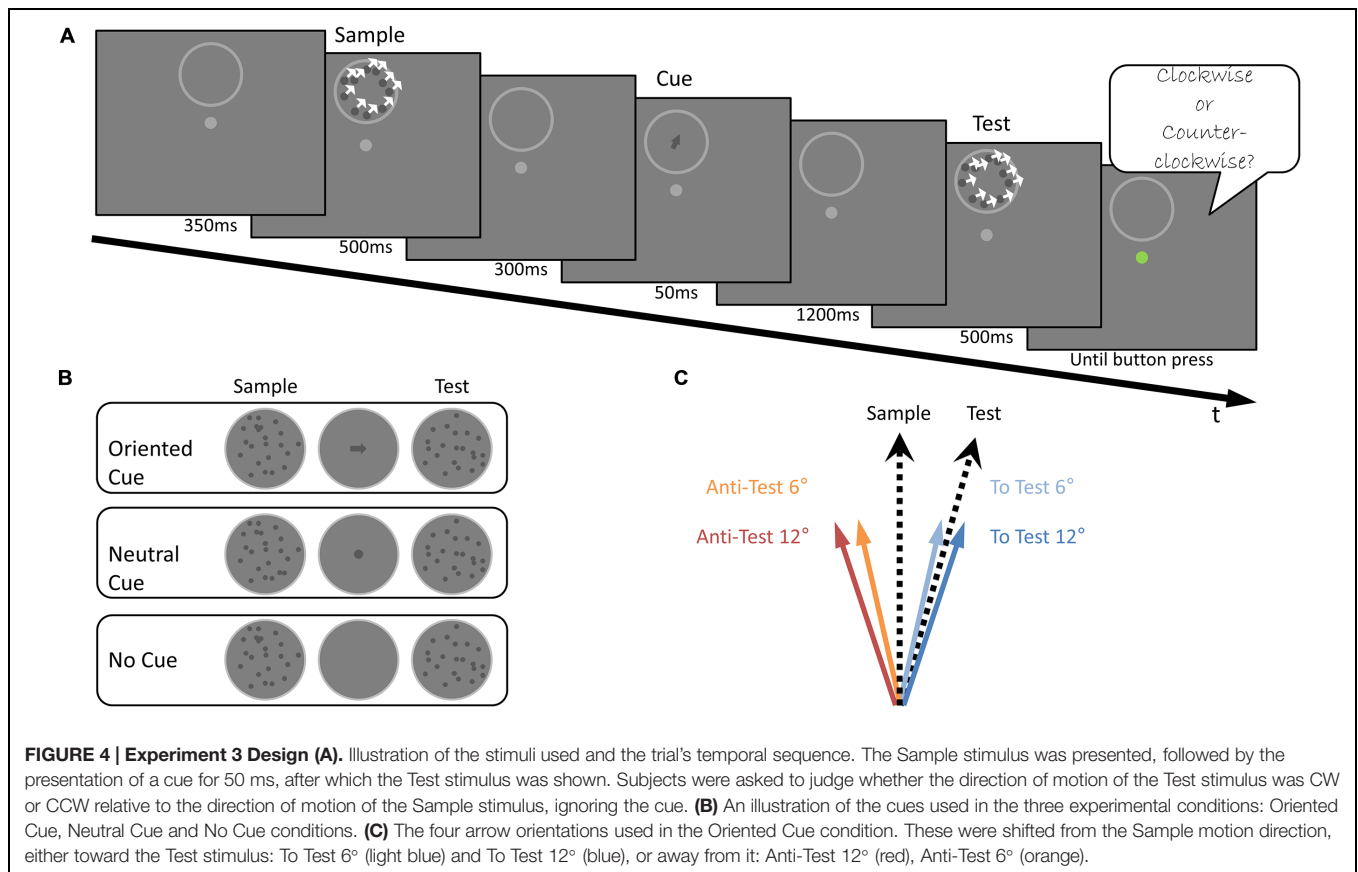 A
Sample
Cue
Test
Clockwise
or
Counter-
clockwise?
350ms
500ms
300ms
50ms
1200ms
500ms
Until button press
t
B
Sample Test
Oriented
Cue
Neutral
Cue
No Cue
C
Sample Test
Anti-Test 6° To Test 6°
Anti-Test 12° To Test 12°
FIGURE 4 | Experiment 3 Design (A). Illustration of the stimuli used and the trial's temporal sequence. The Sample stimulus was presented, followed by the
presentation of a cue for 50 ms, after which the Test stimulus was shown. Subjects were asked to judge whether the direction of motion of the Test stimulus was CW
or CCW relative to the direction of motion of the Sample stimulus, ignoring the cue. (B) An illustration of the cues used in the three experimental conditions: Oriented
Cue, Neutral Cue and No Cue conditions. (C) The four arrow orientations used in the Oriented Cue condition. These were shifted from the Sample motion direction,
either toward the Test stimulus: To Test 6° (light blue) and To Test 12° (blue), or away from it: Anti-Test 12° (red), Anti-Test 6° (orange).